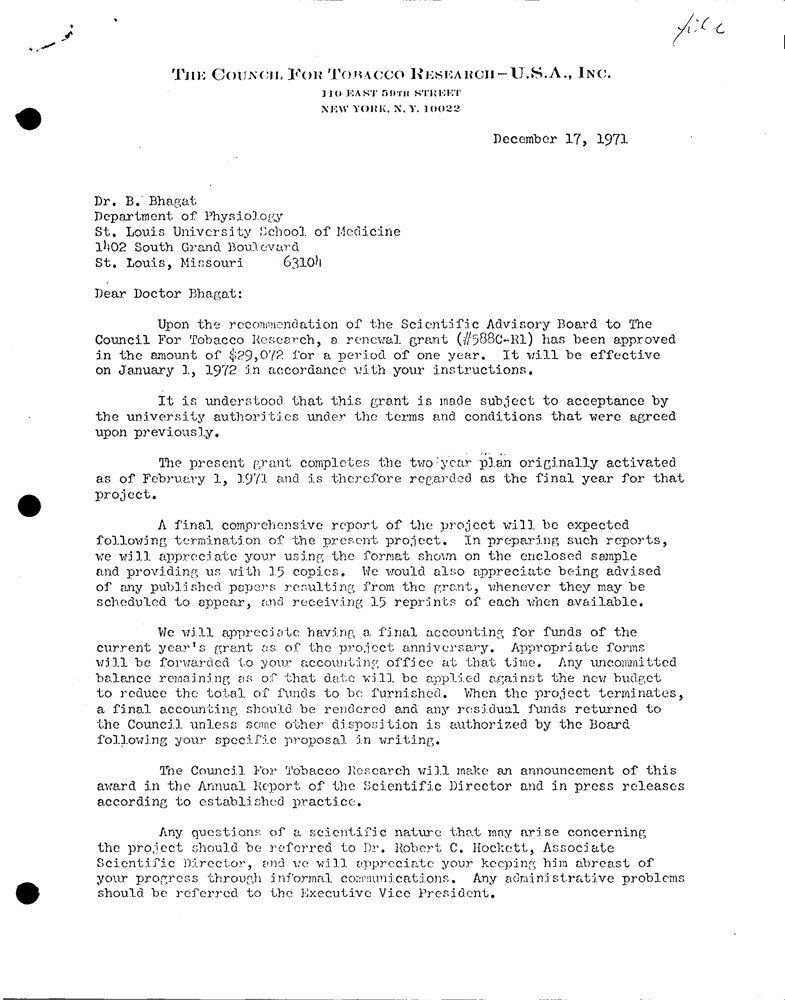 file
THE COUNCIL FOR TOBACCO RESEARCH-U.S.A., INC.
110 EAST 59TH STREET
NEW YORK, N. Y. 10022
December 17, 1971
Dr. B. Bhagat
Department of Physiology
St. Louis University School of Medicine
1402 South Grand Boulevard
St. Louis, Missouri 63104
Dear Doctor Bhagat:
Upon the recommendation of the Scientific Advisory Board to The
Council For Tobacco Research, a renewal grant (#588C-R1) has been approved
in the amount of $29,072 for a period of one year. It will be effective
on January 1, 1972 in accordance with your instructions.
It is understood that this grant is made subject to acceptance by
the university authorities under the terms and conditions that were agreed
upon previously.
The present grant completes the two year plan originally activated
as of February 1, 1971 and is therefore regarded as the final year for that
project.
A final comprehensive report of the project will be expected
following termination of the present project. In preparing such reports,
we will appreciate your using the format shown on the enclosed sample
and providing us with 15 copies. We would also appreciate being advised
of any published papers resulting from the grant, whenever they may be
scheduled to appear, and receiving 15 reprints of each when available.
We will appreciate having a final accounting for funds of the
current year's grant as of the project anniversary. Appropriate forms
will be forwarded to your accounting office at that time. Any uncommitted
balance remaining as of that date will be applied against the new budget
to reduce the total of funds to be furnished. When the project terminates,
a final accounting should be rendered and any residual funds returned to
the Council unless some other disposition is authorized by the Board
following your specific proposal in writing.
The Council For Tobacco Research will make an announcement of this
award in the Annual Report of the Scientific Director and in press releases
according to established practice.
Any questions of a scientific nature that may arise concerning
the project should be referred to Dr. Robert C. Hockett, Associate
Scientific Director, and we will appreciate your keeping him abreast of
your progress through informal communications. Any administrative problems
should be referred to the Executive Vice President.